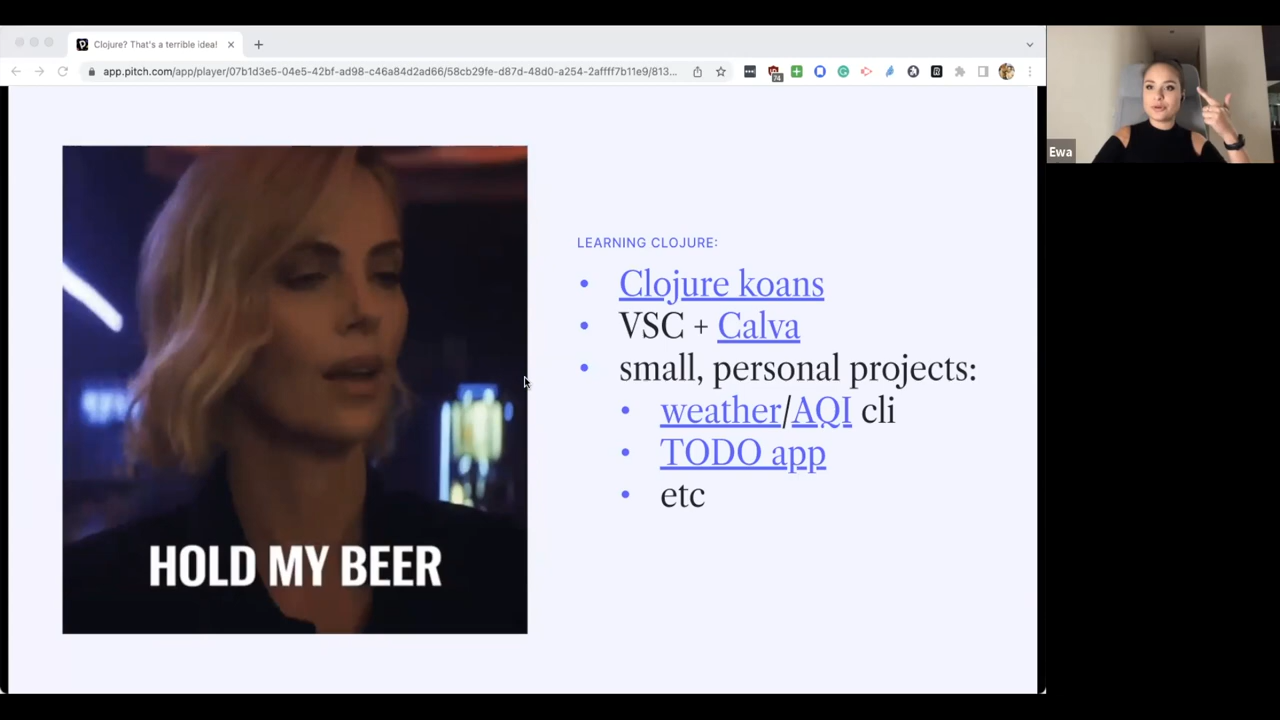 Clojure? That's a terrible idea!
app.pitch.com/app/player/07b1d3e5-04e5-42bf-ad98-c46a84d2ad66/58cb29fe-d87d-48d0-a254-2affff7b11e9/813...
74
Ewa
LEARNING CLOJURE:
• Clojure koans
• VSC + Calva
• small, personal projects:
• weather/AQI cli
• TODO app
• etc
HOLD MY BEER